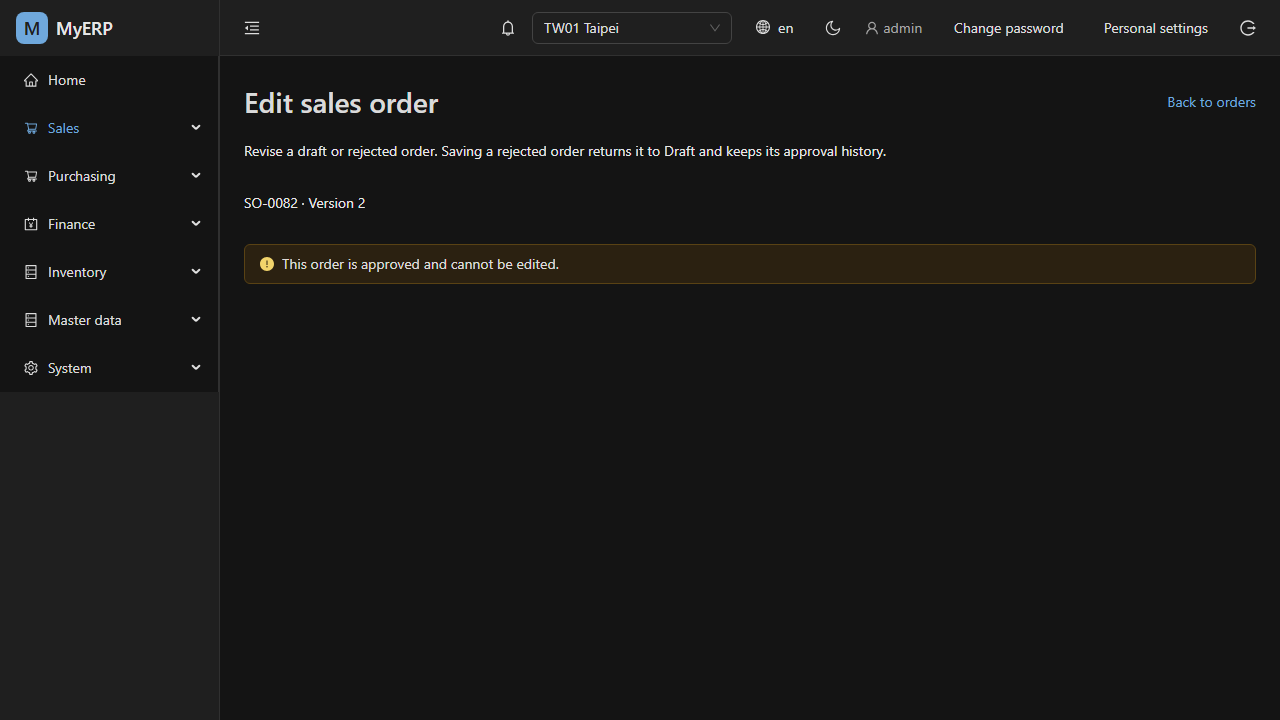 M MyERP
TW01 Taipei
en
admin
Change password
Personal settings
Home
Sales
Purchasing
Finance
Inventory
Master data
System
Edit sales order
Back to orders
Revise a draft or rejected order. Saving a rejected order returns it to Draft and keeps its approval history.
SO-0082 · Version 2
This order is approved and cannot be edited.